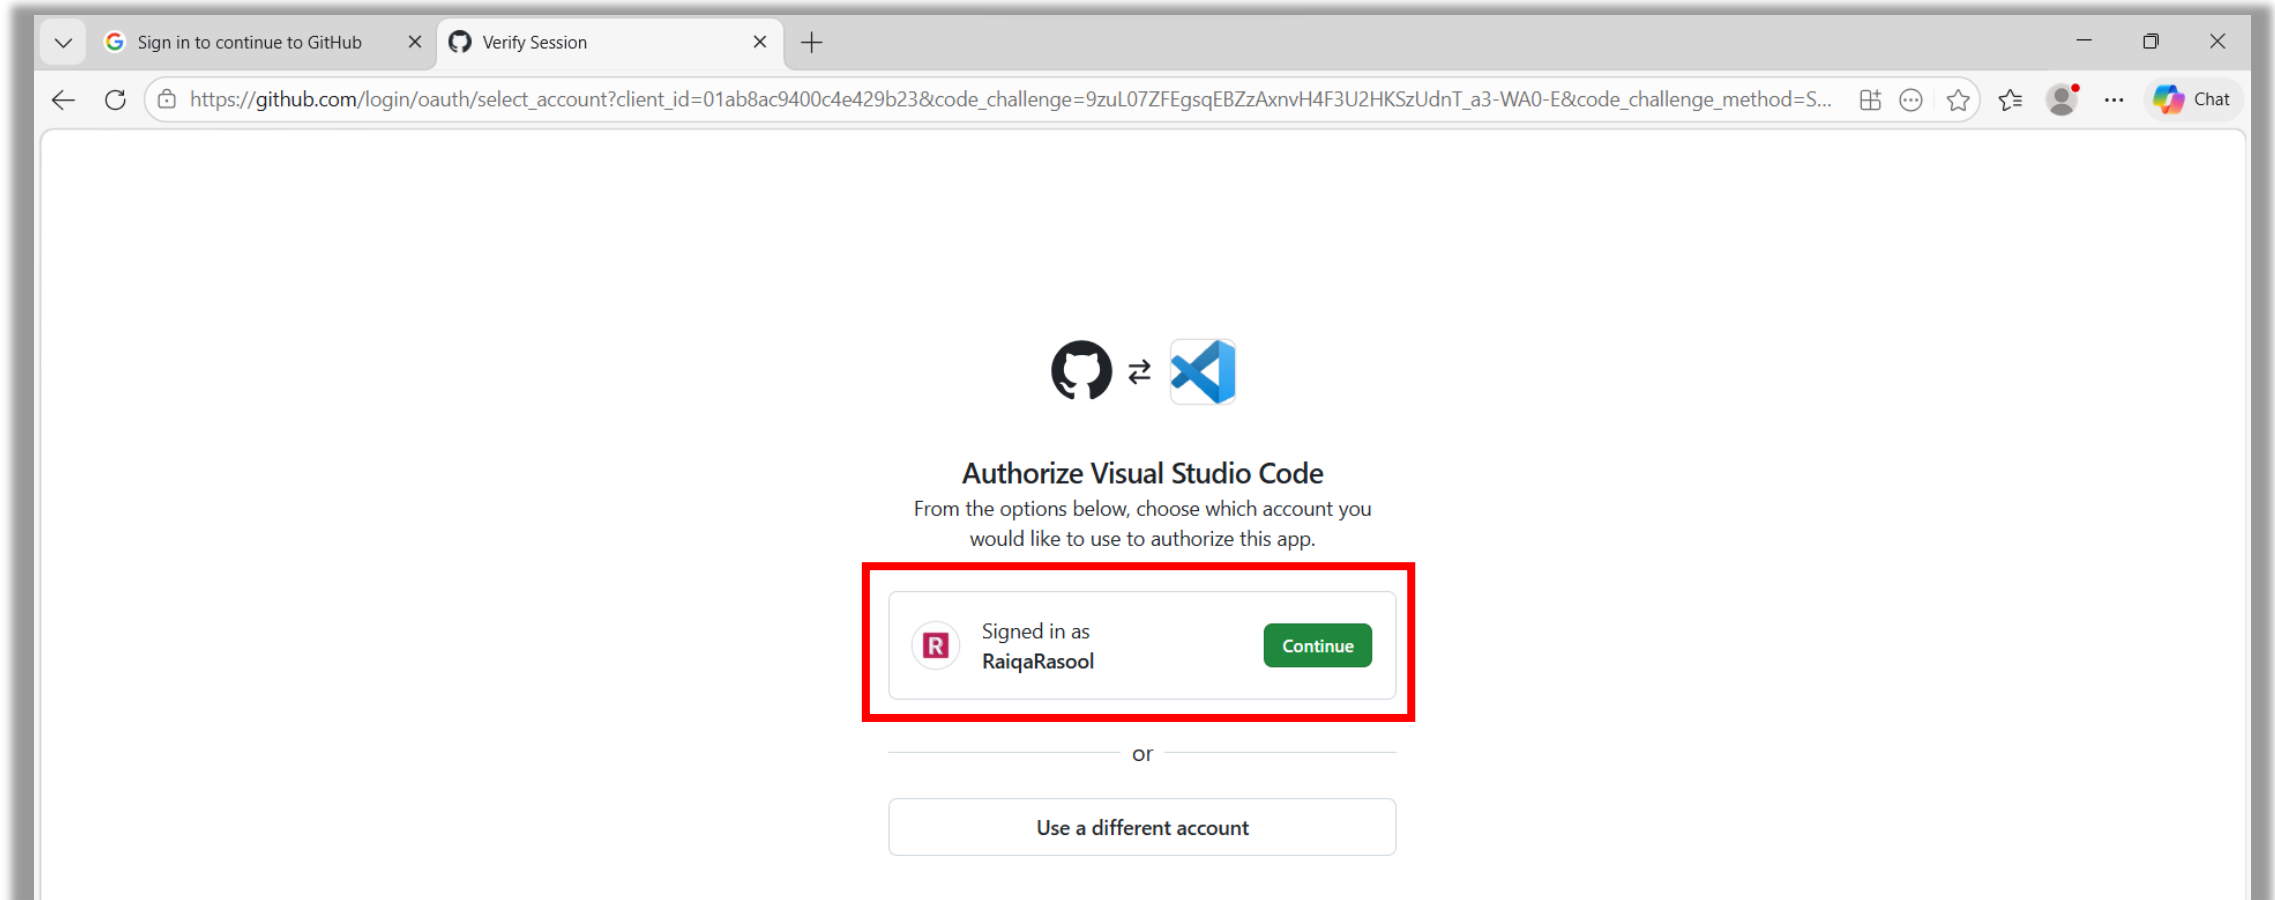 Sign in to continue to GitHub
Verify Session
https://github.com/login/oauth/select_account?client_id=01ab8ac9400c4e429b23&code_challenge=9zuL07ZFEgsqEBZzAxnvH4F3U2HKSzUdnT_a3-WA0-E&code_challenge_method=S...
Chat
Authorize Visual Studio Code
From the options below, choose which account you
would like to use to authorize this app.
R
Signed in as
RaiqaRasool
Continue
or
Use a different account